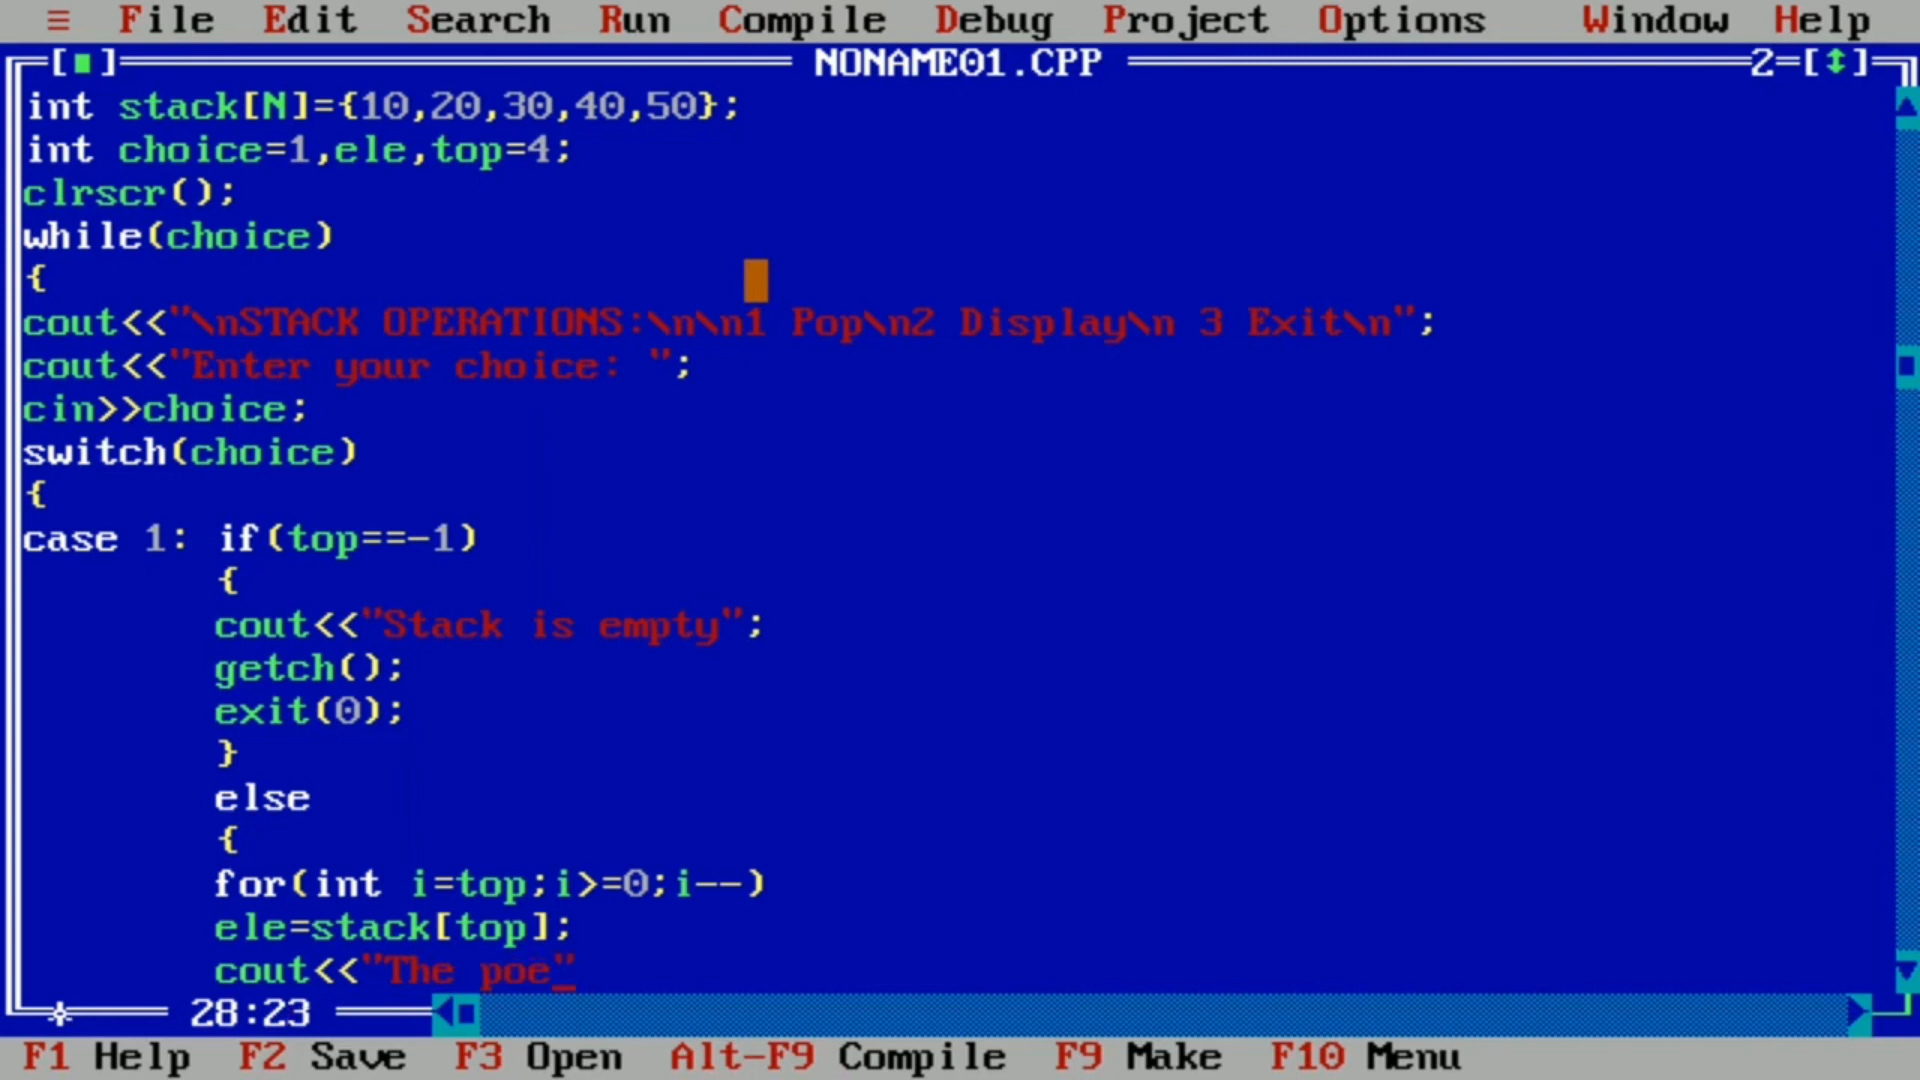 ≡ File Edit Search Run Compile Debug Project Options Window Help
[■] NONAME01.CPP 2=[↕]
int stack[N]={10,20,30,40,50};
int choice=1,ele,top=4;
clrscr();
while(choice)
{
cout<<"\nSTACK OPERATIONS:\n\n1 Pop\n2 Display\n 3 Exit\n";
cout<<"Enter your choice: ";
cin>>choice;
switch(choice)
{
case 1: if(top==-1)
{
cout<<"Stack is empty";
getch();
exit(0);
}
else
{
for(int i=top;i>=0;i--)
ele=stack[top];
cout<<"The poe"
28:23
F1 Help F2 Save F3 Open Alt-F9 Compile F9 Make F10 Menu